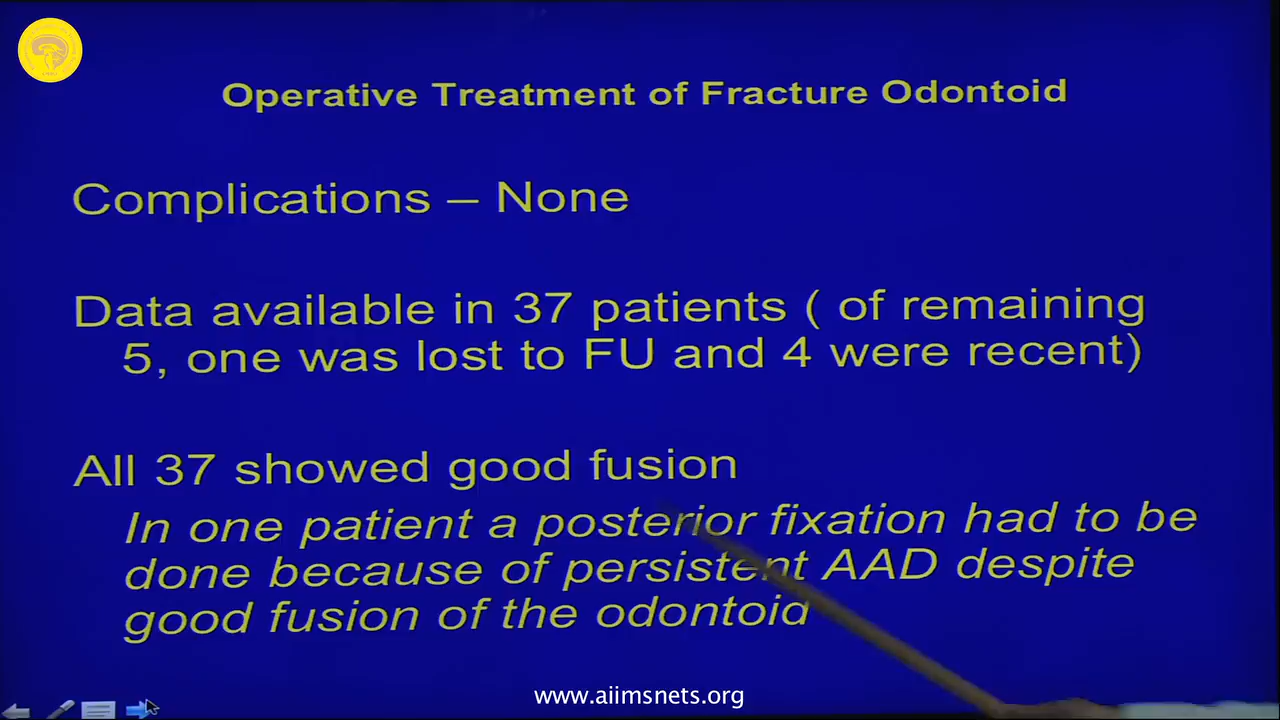 Operative Treatment of Fracture Odontoid
Complications – None
Data available in 37 patients ( of remaining
5, one was lost to FU and 4 were recent)
All 37 showed good fusion
In one patient a posterior fixation had to be
done because of persistent AAD despite
good fusion of the odontoid
www.aiimsnets.org